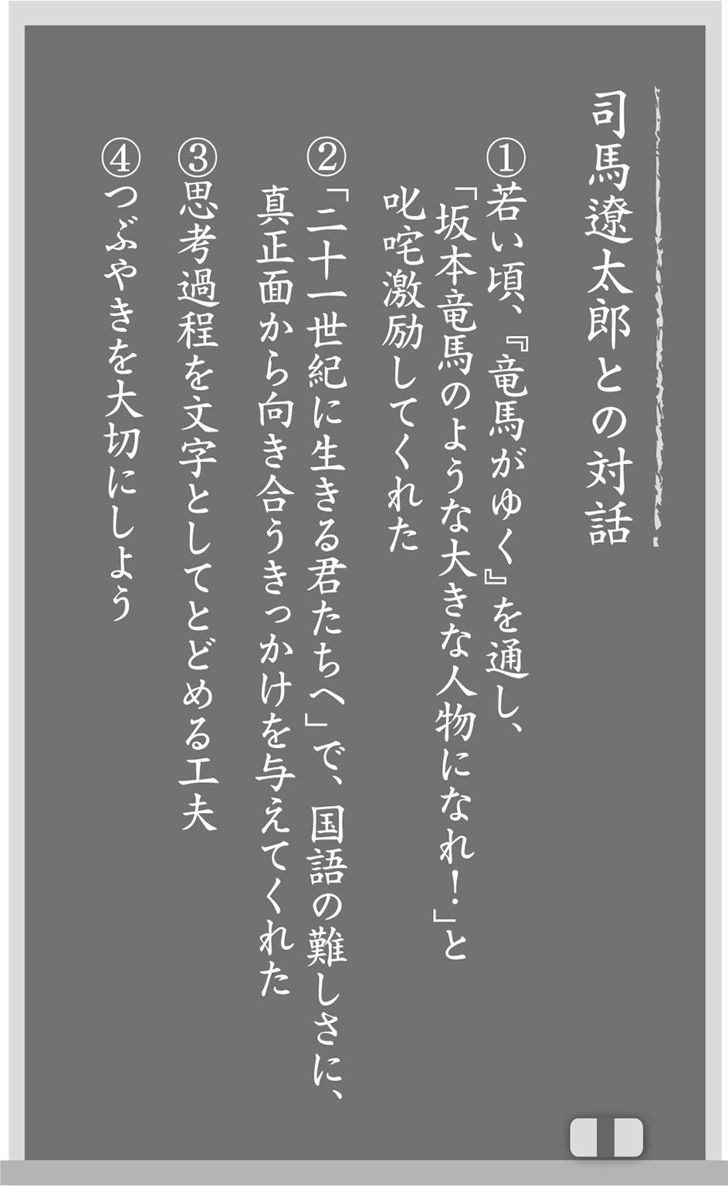 司馬遼太郎との対話
①若い頃、『竜馬がゆく』を通し、
「坂本竜馬のような大きな人物になれ！」と
叱咤激励してくれた
②「二十一世紀に生きる君たちへ」で、国語の難しさに、
真正面から向き合うきっかけを与えてくれた
③思考過程を文字としてとどめる工夫
④つぶやきを大切にしよう